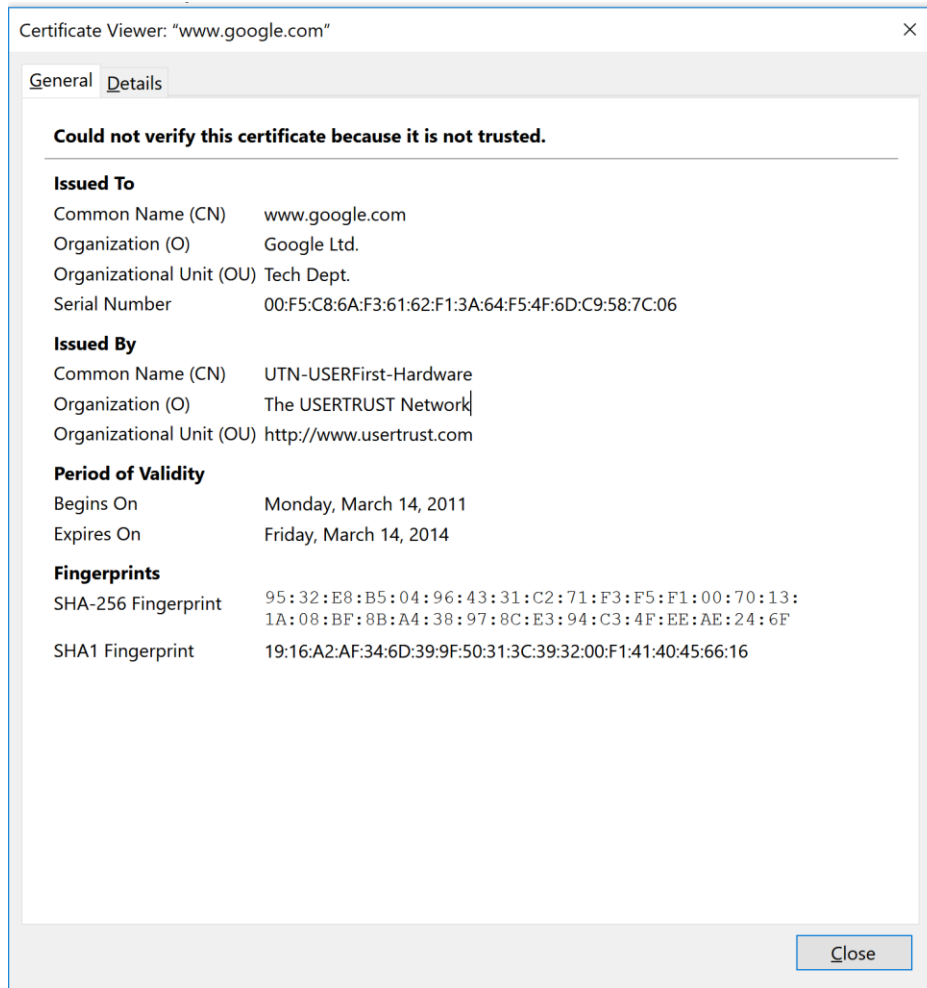 Certificate Viewer: “www.google.com”
General Details
Could not verify this certificate because it is not trusted.
Issued To
Common Name (CN) www.google.com
Organization (O) Google Ltd.
Organizational Unit (OU) Tech Dept.
Serial Number 00:F5:C8:6A:F3:61:62:F1:3A:64:F5:4F:6D:C9:58:7C:06
Issued By
Common Name (CN) UTN-USERFirst-Hardware
Organization (O) The USERTRUST Network
Organizational Unit (OU) http://www.usertrust.com
Period of Validity
Begins On Monday, March 14, 2011
Expires On Friday, March 14, 2014
Fingerprints
SHA-256 Fingerprint 95:32:E8:B5:04:96:43:31:C2:71:F3:F5:F1:00:70:13:
1A:08:BF:8B:A4:38:97:8C:E3:94:C3:4F:EE:AE:24:6F
SHA1 Fingerprint 19:16:A2:AF:34:6D:39:9F:50:31:3C:39:32:00:F1:41:40:45:66:16
Close